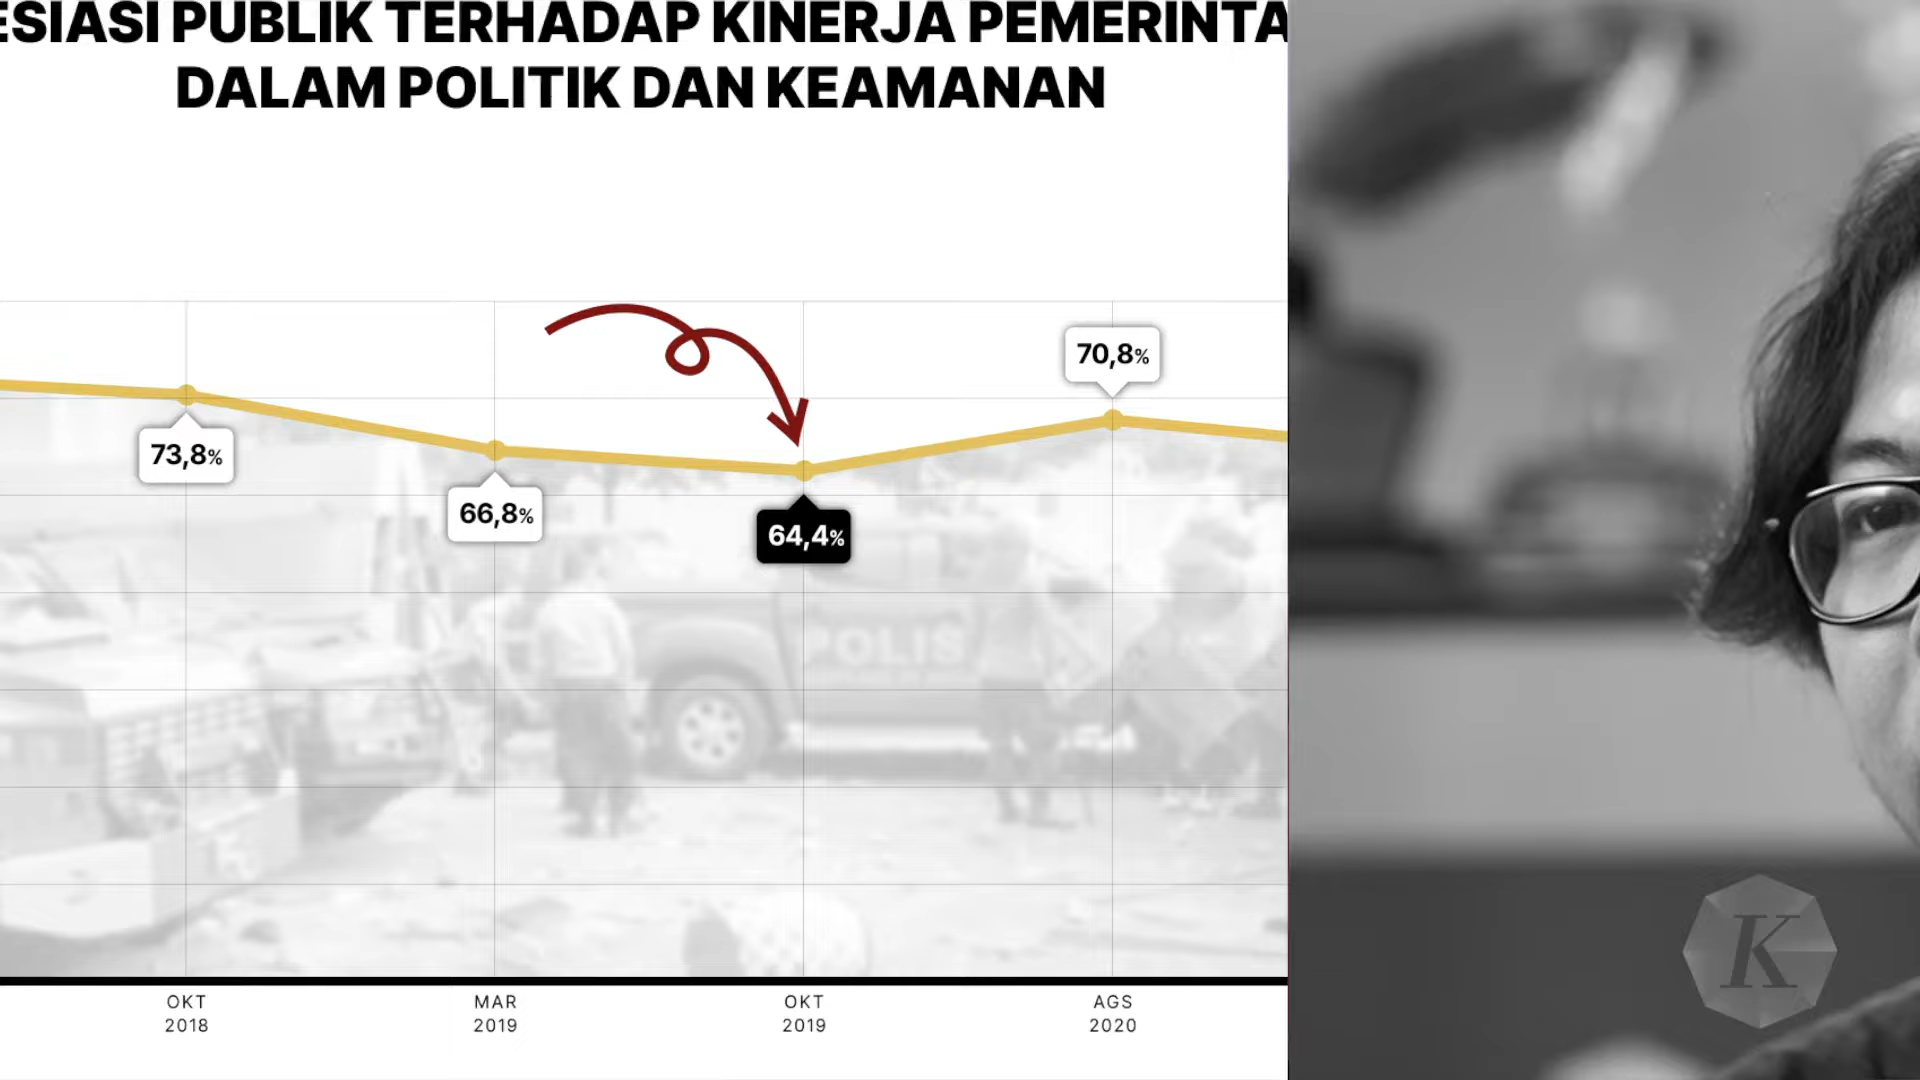 ESIASI PUBLIK TERHADAP KINERJA PEMERINTA
DALAM POLITIK DAN KEAMANAN
70,8%
73,8%
66,8%
64,4%
POLIS
OKT
2018
MAR
2019
OKT
2019
AGS
2020
K